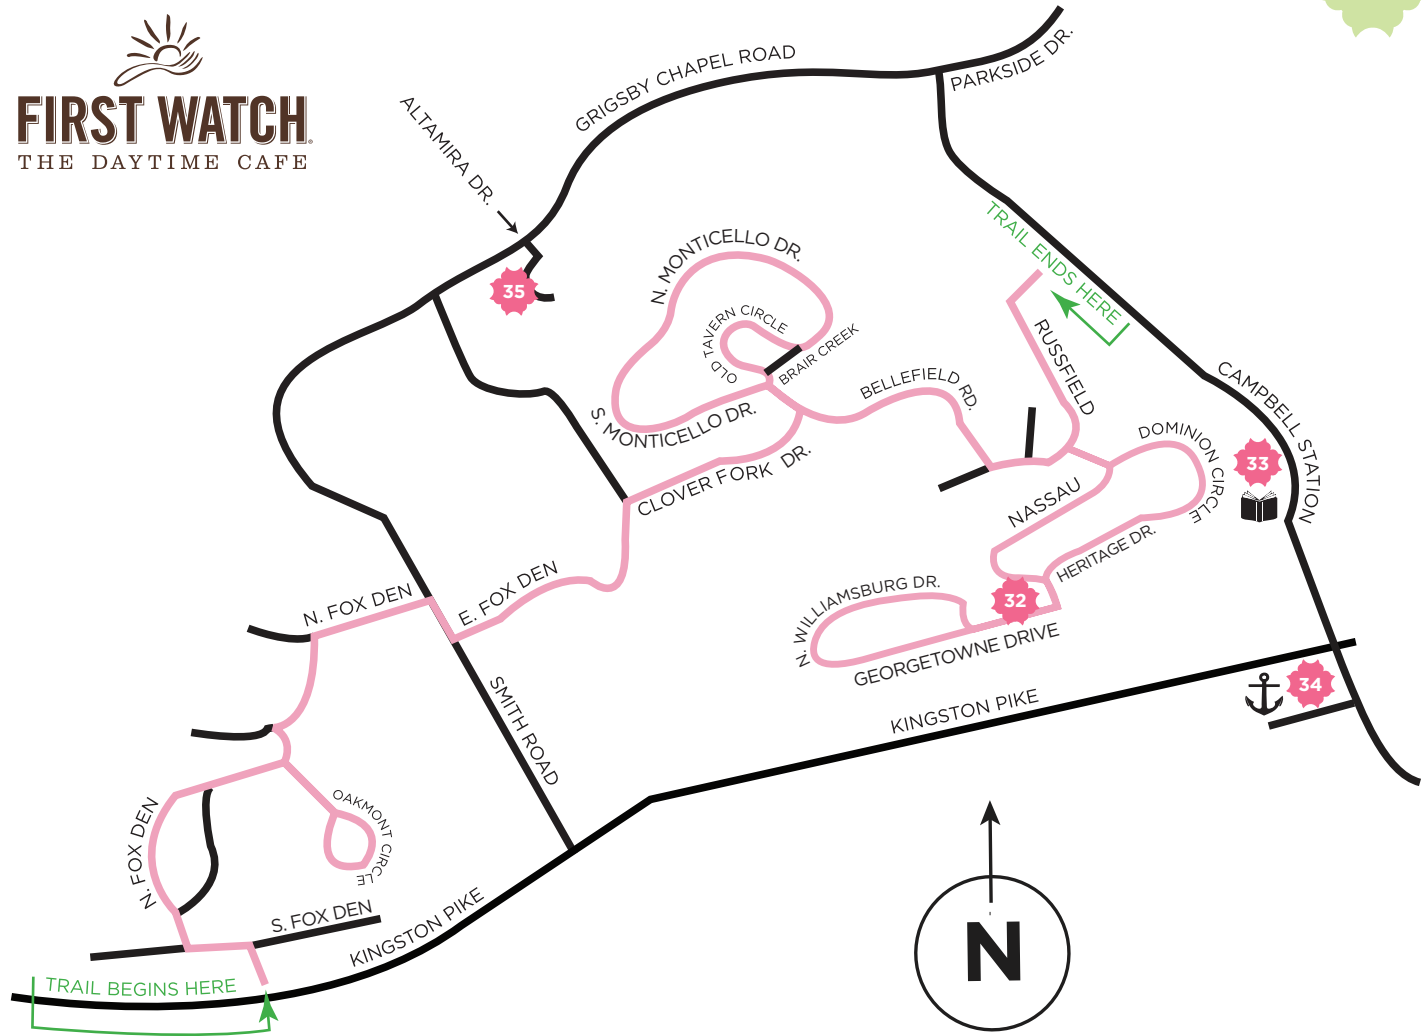 FIRST WATCH
THE DAYTIME CAFE
GRIGSBY CHAPEL ROAD
PARKSIDE DR.
ALTAMIRA DR.
TRAIL ENDS HERE
35
N. MONTICELLO DR.
OLD TAVERN CIRCLE
BRAIR CREEK
S. MONTICELLO DR.
BELLEFIELD RD.
RUSSFIELD
CAMPBELL STATION
CLOVER FORK DR.
DOMINION CIRCLE
33
NASSAU
HERITAGE DR.
E. FOX DEN
N. FOX DEN
N. WILLIAMSBURG DR.
32
GEORGETOWNE DRIVE
34
SMITH ROAD
KINGSTON PIKE
OAKMONT CIRCLE
N. FOX DEN
S. FOX DEN
KINGSTON PIKE
TRAIL BEGINS HERE
N